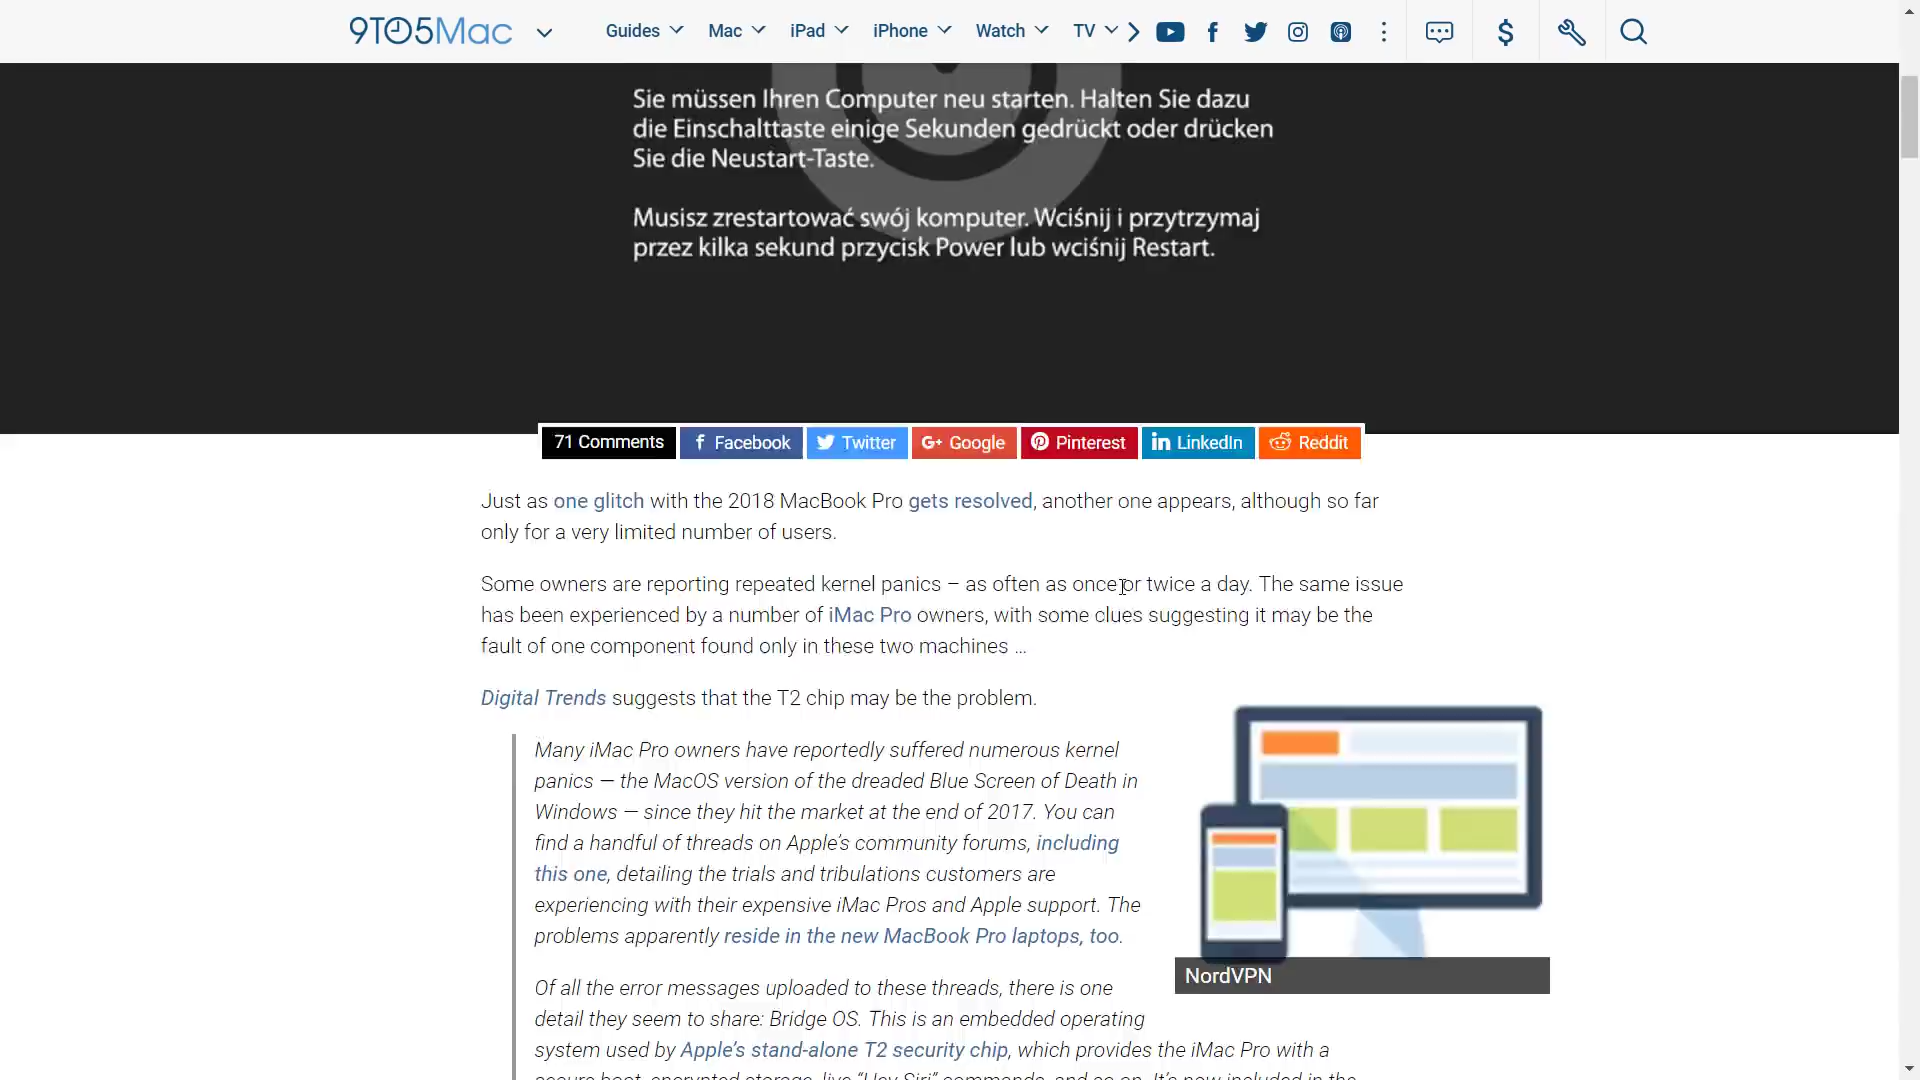 9TO5Mac
Guides Mac iPad iPhone Watch TV
Sie müssen Ihren Computer neu starten. Halten Sie dazu
die Einschalttaste einige Sekunden gedrückt oder drücken
Sie die Neustart-Taste.
Musisz zrestartować swój komputer. Wciśnij i przytrzymaj
przez kilka sekund przycisk Power lub wciśnij Restart.
71 Comments Facebook Twitter G+ Google Pinterest LinkedIn Reddit
Just as one glitch with the 2018 MacBook Pro gets resolved, another one appears, although so far
only for a very limited number of users.
Some owners are reporting repeated kernel panics – as often as once or twice a day. The same issue
has been experienced by a number of iMac Pro owners, with some clues suggesting it may be the
fault of one component found only in these two machines …
Digital Trends suggests that the T2 chip may be the problem.
Many iMac Pro owners have reportedly suffered numerous kernel
panics — the MacOS version of the dreaded Blue Screen of Death in
Windows — since they hit the market at the end of 2017. You can
find a handful of threads on Apple's community forums, including
this one, detailing the trials and tribulations customers are
experiencing with their expensive iMac Pros and Apple support. The
problems apparently reside in the new MacBook Pro laptops, too.
NordVPN
Of all the error messages uploaded to these threads, there is one
detail they seem to share: Bridge OS. This is an embedded operating
system used by Apple's stand-alone T2 security chip, which provides the iMac Pro with a
secure boot, encrypted storage, live “Hey Siri” commands, and so on. It's now included in the